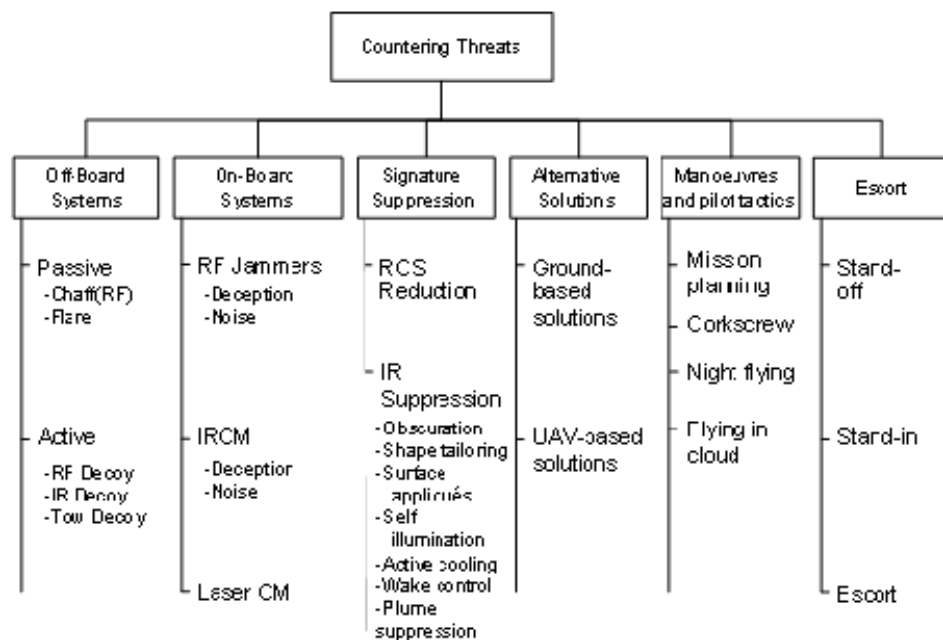 Countering Threats
Off-Board
Systems
Passive
-Chaff(RF)
-Flare
Active
-RF Decoy
-IR Decoy
-Tow Decoy
On-Board
Systems
RF Jammers
-Deception
-Noise
IRCM
-Deception
-Noise
Laser CM
Signature
Suppression
RCS
Reduction
IR
Suppression
-Obscuration
-Shape tailoring
-Surface
appliqués
-Self
illumination
-Active cooling
-Wake control
-Plume
suppression
Alternative
Solutions
Ground-
based
solutions
UAV-based
solutions
Manoeuvres
and pilot tactics
Mission
planning
Corkscrew
Night flying
Flying in
cloud
Escort
Stand-
off
Stand-in
Escort